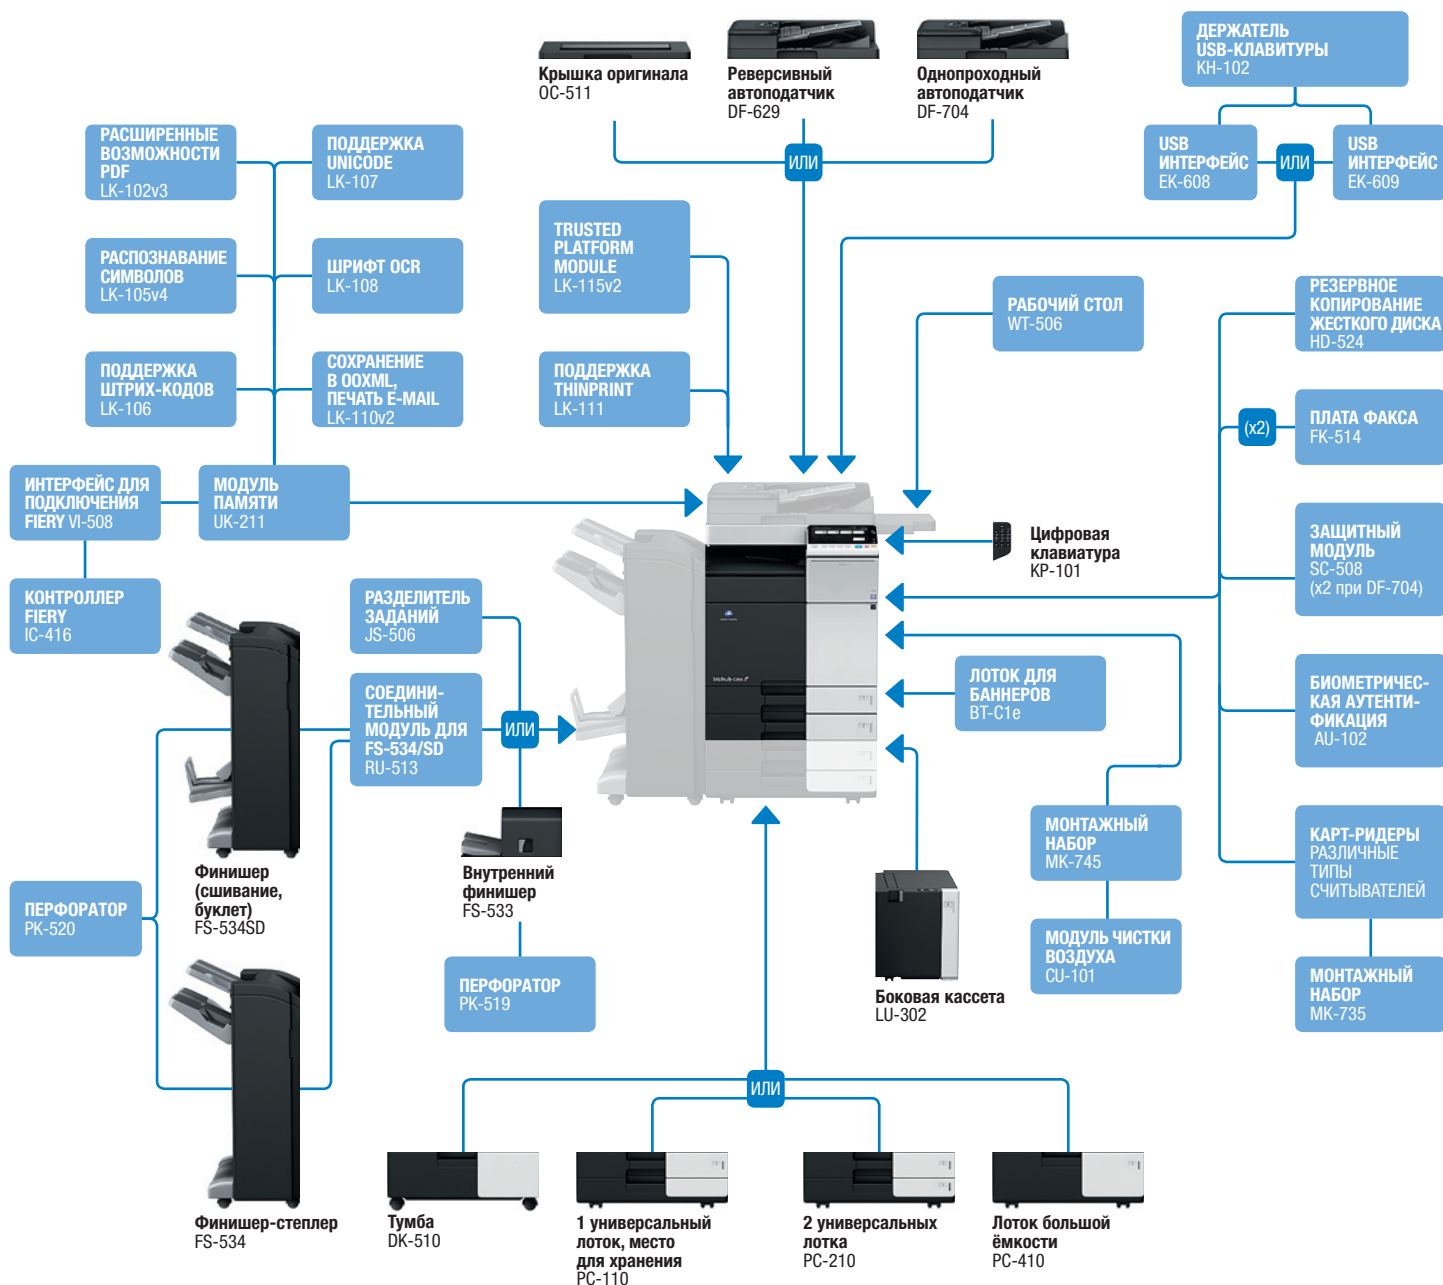 Крышка оригинала
OC-511
Реверсивный
автоподатчик
DF-629
Однопроходный
автоподатчик
DF-704
ДЕРЖАТЕЛЬ
USB-КЛАВИТУРЫ
KH-102
USB
ИНТЕРФЕЙС
EK-608
ИЛИ
USB
ИНТЕРФЕЙС
EK-609
ИЛИ
РАСШИРЕННЫЕ
ВОЗМОЖНОСТИ
PDF
LK-102v3
ПОДДЕРЖКА
UNICODE
LK-107
РАСПОЗНАВАНИЕ
СИМВОЛОВ
LK-105v4
ШРИФТ OCR
LK-108
ПОДДЕРЖКА
ШТРИХ-КОДОВ
LK-106
СОХРАНЕНИЕ
В OOXML,
ПЕЧАТЬ E-MAIL
LK-110v2
TRUSTED
PLATFORM
MODULE
LK-115v2
ПОДДЕРЖКА
THINPRINT
LK-111
РАБОЧИЙ СТОЛ
WT-506
РЕЗЕРВНОЕ
КОПИРОВАНИЕ
ЖЕСТКОГО ДИСКА
HD-524
(x2)
ПЛАТА ФАКСА
FK-514
ИНТЕРФЕЙС ДЛЯ
ПОДКЛЮЧЕНИЯ
FIERY VI-508
МОДУЛЬ
ПАМЯТИ
UK-211
КОНТРОЛЛЕР
FIERY
IC-416
Цифровая
клавиатура
KP-101
ЗАЩИТНЫЙ
МОДУЛЬ
SC-508
(x2 при DF-704)
РАЗДЕЛИТЕЛЬ
ЗАДАНИЙ
JS-506
СОЕДИНИ-
ТЕЛЬНЫЙ
МОДУЛЬ ДЛЯ
FS-534/SD
RU-513
ИЛИ
ЛОТОК ДЛЯ
БАННЕРОВ
BT-C1e
БИОМЕТРИЧЕС-
КАЯ АУТЕНТИ-
ФИКАЦИЯ
AU-102
Финишер
(сшивание,
буклет)
FS-534SD
Внутренний
финишер
FS-533
МОНТАЖНЫЙ
НАБОР
MK-745
КАРТ-РИДЕРЫ
РАЗЛИЧНЫЕ
ТИПЫ
СЧИТЫВАТЕЛЕЙ
ПЕРФОРАТОР
PK-520
ПЕРФОРАТОР
PK-519
Боковая кассета
LU-302
МОДУЛЬ ЧИСТКИ
ВОЗДУХА
CU-101
МОНТАЖНЫЙ
НАБОР
MK-735
ИЛИ
Финишер-степлер
FS-534
Тумба
DK-510
1 универсальный
лоток, место
для хранения
PC-110
2 универсальных
лотка
PC-210
Лоток большой
ёмкости
PC-410